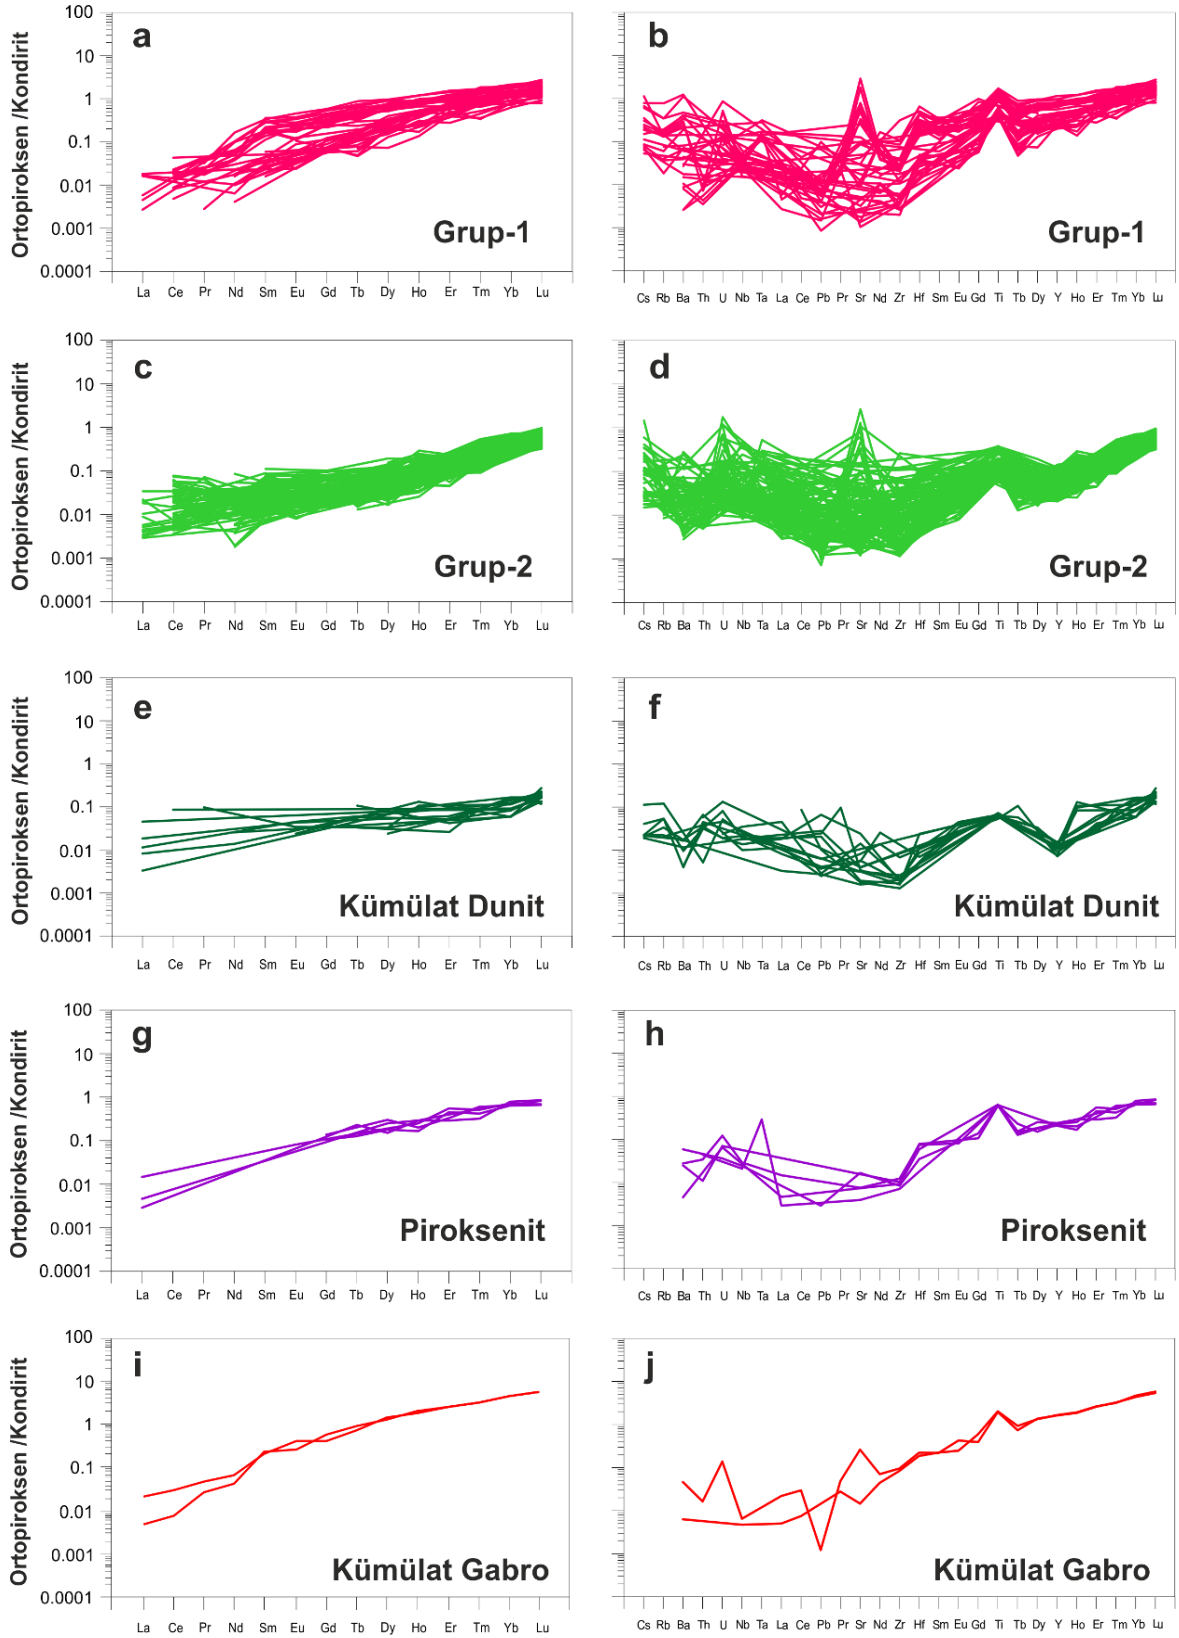 Ortopiroksen /Kondirit
100
10
1
0.1
0.01
0.001
0.0001
a
Grup-1
La Ce Pr Nd Sm Eu Gd Tb Dy Ho Er Tm Yb Lu
b
Grup-1
Cs Rb Ba Th U Nb Ta La Ce Pb Pr Sr Nd Zr Hf Sm Eu Gd Ti Tb Dy Y Ho Er Tm Yb Lu
Ortopiroksen /Kondirit
100
10
1
0.1
0.01
0.001
0.0001
c
Grup-2
La Ce Pr Nd Sm Eu Gd Tb Dy Ho Er Tm Yb Lu
d
Grup-2
Cs Rb Ba Th U Nb Ta La Ce Pb Pr Sr Nd Zr Hf Sm Eu Gd Ti Tb Dy Y Ho Er Tm Yb Lu
Ortopiroksen /Kondirit
100
10
1
0.1
0.01
0.001
0.0001
e
Kümülat Dunit
La Ce Pr Nd Sm Eu Gd Tb Dy Ho Er Tm Yb Lu
f
Kümülat Dunit
Cs Rb Ba Th U Nb Ta La Ce Pb Pr Sr Nd Zr Hf Sm Eu Gd Ti Tb Dy Y Ho Er Tm Yb Lu
Ortopiroksen /Kondirit
100
10
1
0.1
0.01
0.001
0.0001
g
Piroksenit
La Ce Pr Nd Sm Eu Gd Tb Dy Ho Er Tm Yb Lu
h
Piroksenit
Cs Rb Ba Th U Nb Ta La Ce Pb Pr Sr Nd Zr Hf Sm Eu Gd Ti Tb Dy Y Ho Er Tm Yb Lu
Ortopiroksen /Kondirit
100
10
1
0.1
0.01
0.001
0.0001
i
Kümülat Gabro
La Ce Pr Nd Sm Eu Gd Tb Dy Ho Er Tm Yb Lu
j
Kümülat Gabro
Cs Rb Ba Th U Nb Ta La Ce Pb Pr Sr Nd Zr Hf Sm Eu Gd Ti Tb Dy Y Ho Er Tm Yb Lu